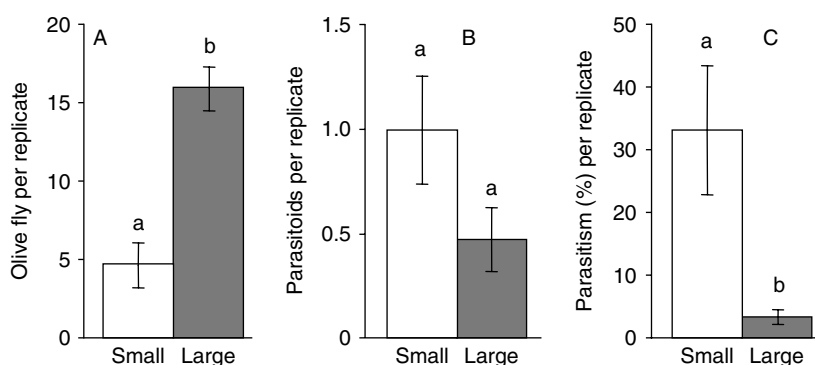 Olive fly per replicate
20
15
10
5
0
A
a
b
Small Large
Parasitoids per replicate
1.5
1.0
0.5
0
B
a
a
Small Large
Parasitism (%) per replicate
50
40
30
20
10
0
C
a
b
Small Large